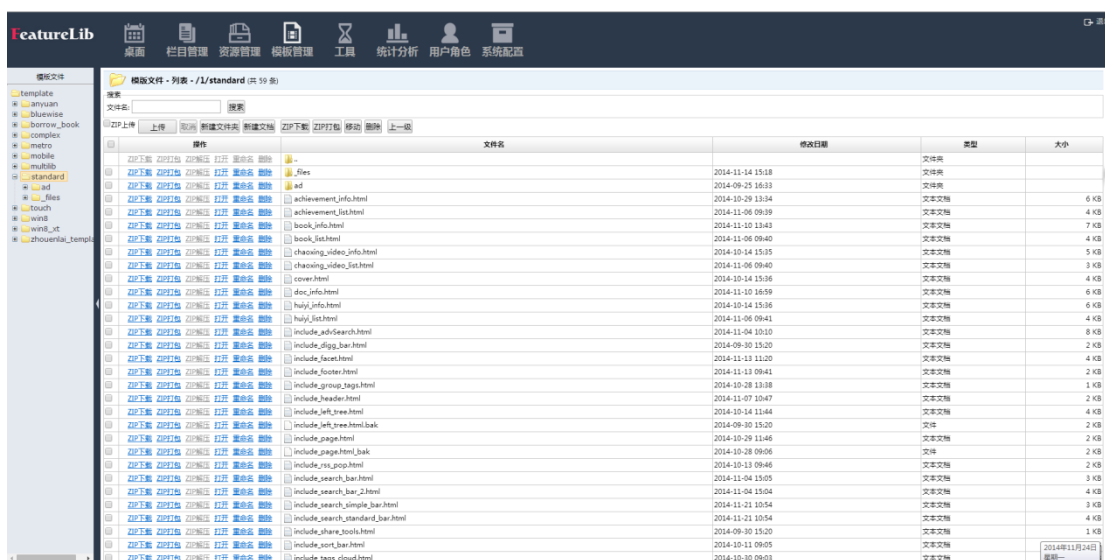 FeatureLib
桌面 栏目管理 资源管理 模板管理 工具 统计分析 用户角色 系统配置
模版文件
template
anyuan
bluewise
borrow_book
complex
metro
mobile
multilib
standard
ad
_files
touch
win8
win8_xt
zhouenlai_templa
模版文件 - 列表 - /1/standard (共 59 条)
搜索
文件名: 搜索
ZIP上传 上传 取消 新建文件夹 新建文档 ZIP下载 ZIP打包 移动 删除 上一级
操作 文件名 修改日期 类型 大小
ZIP下载 ZIP打包 ZIP解压 打开 重命名 删除 .. 文件夹
ZIP下载 ZIP打包 ZIP解压 打开 重命名 删除 _files 2014-11-14 15:18 文件夹
ZIP下载 ZIP打包 ZIP解压 打开 重命名 删除 ad 2014-09-25 16:33 文件夹
ZIP下载 ZIP打包 ZIP解压 打开 重命名 删除 achievement_info.html 2014-10-29 13:34 文本文档 6 KB
ZIP下载 ZIP打包 ZIP解压 打开 重命名 删除 achievement_list.html 2014-11-06 09:39 文本文档 4 KB
ZIP下载 ZIP打包 ZIP解压 打开 重命名 删除 book_info.html 2014-11-10 13:43 文本文档 7 KB
ZIP下载 ZIP打包 ZIP解压 打开 重命名 删除 book_list.html 2014-11-06 09:40 文本文档 4 KB
ZIP下载 ZIP打包 ZIP解压 打开 重命名 删除 chaoxing_video_info.html 2014-10-14 15:35 文本文档 5 KB
ZIP下载 ZIP打包 ZIP解压 打开 重命名 删除 chaoxing_video_list.html 2014-11-06 09:40 文本文档 3 KB
ZIP下载 ZIP打包 ZIP解压 打开 重命名 删除 cover.html 2014-10-14 15:36 文本文档 4 KB
ZIP下载 ZIP打包 ZIP解压 打开 重命名 删除 doc_info.html 2014-11-10 16:59 文本文档 6 KB
ZIP下载 ZIP打包 ZIP解压 打开 重命名 删除 huiyi_info.html 2014-10-14 15:36 文本文档 6 KB
ZIP下载 ZIP打包 ZIP解压 打开 重命名 删除 huiyi_list.html 2014-11-06 09:41 文本文档 4 KB
ZIP下载 ZIP打包 ZIP解压 打开 重命名 删除 include_advSearch.html 2014-11-04 10:10 文本文档 8 KB
ZIP下载 ZIP打包 ZIP解压 打开 重命名 删除 include_digg_bar.html 2014-09-30 15:20 文本文档 2 KB
ZIP下载 ZIP打包 ZIP解压 打开 重命名 删除 include_facet.html 2014-11-13 11:20 文本文档 4 KB
ZIP下载 ZIP打包 ZIP解压 打开 重命名 删除 include_footer.html 2014-11-13 09:41 文本文档 2 KB
ZIP下载 ZIP打包 ZIP解压 打开 重命名 删除 include_group_tags.html 2014-10-28 13:38 文本文档 1 KB
ZIP下载 ZIP打包 ZIP解压 打开 重命名 删除 include_header.html 2014-11-07 10:47 文本文档 2 KB
ZIP下载 ZIP打包 ZIP解压 打开 重命名 删除 include_left_tree.html 2014-10-14 11:44 文本文档 4 KB
ZIP下载 ZIP打包 ZIP解压 打开 重命名 删除 include_left_tree.html.bak 2014-09-30 15:20 文件 2 KB
ZIP下载 ZIP打包 ZIP解压 打开 重命名 删除 include_page.html 2014-10-29 11:46 文本文档 2 KB
ZIP下载 ZIP打包 ZIP解压 打开 重命名 删除 include_page.html_bak 2014-10-28 09:06 文件 2 KB
ZIP下载 ZIP打包 ZIP解压 打开 重命名 删除 include_rss_pop.html 2014-10-13 09:46 文本文档 2 KB
ZIP下载 ZIP打包 ZIP解压 打开 重命名 删除 include_search_bar.html 2014-11-04 15:05 文本文档 3 KB
ZIP下载 ZIP打包 ZIP解压 打开 重命名 删除 include_search_bar_2.html 2014-11-04 15:04 文本文档 4 KB
ZIP下载 ZIP打包 ZIP解压 打开 重命名 删除 include_search_simple_bar.html 2014-11-21 10:54 文本文档 3 KB
ZIP下载 ZIP打包 ZIP解压 打开 重命名 删除 include_search_standard_bar.html 2014-11-21 10:54 文本文档 4 KB
ZIP下载 ZIP打包 ZIP解压 打开 重命名 删除 include_share_tools.html 2014-09-30 15:20 文本文档 1 KB
ZIP下载 ZIP打包 ZIP解压 打开 重命名 删除 include_sort_bar.html 2014-10-11 09:05 文本文档
ZIP下载 ZIP打包 ZIP解压 打开 重命名 删除 include_tags_cloud.html 2014-10-30 09:03 文本文档
2014年11月24日
星期一